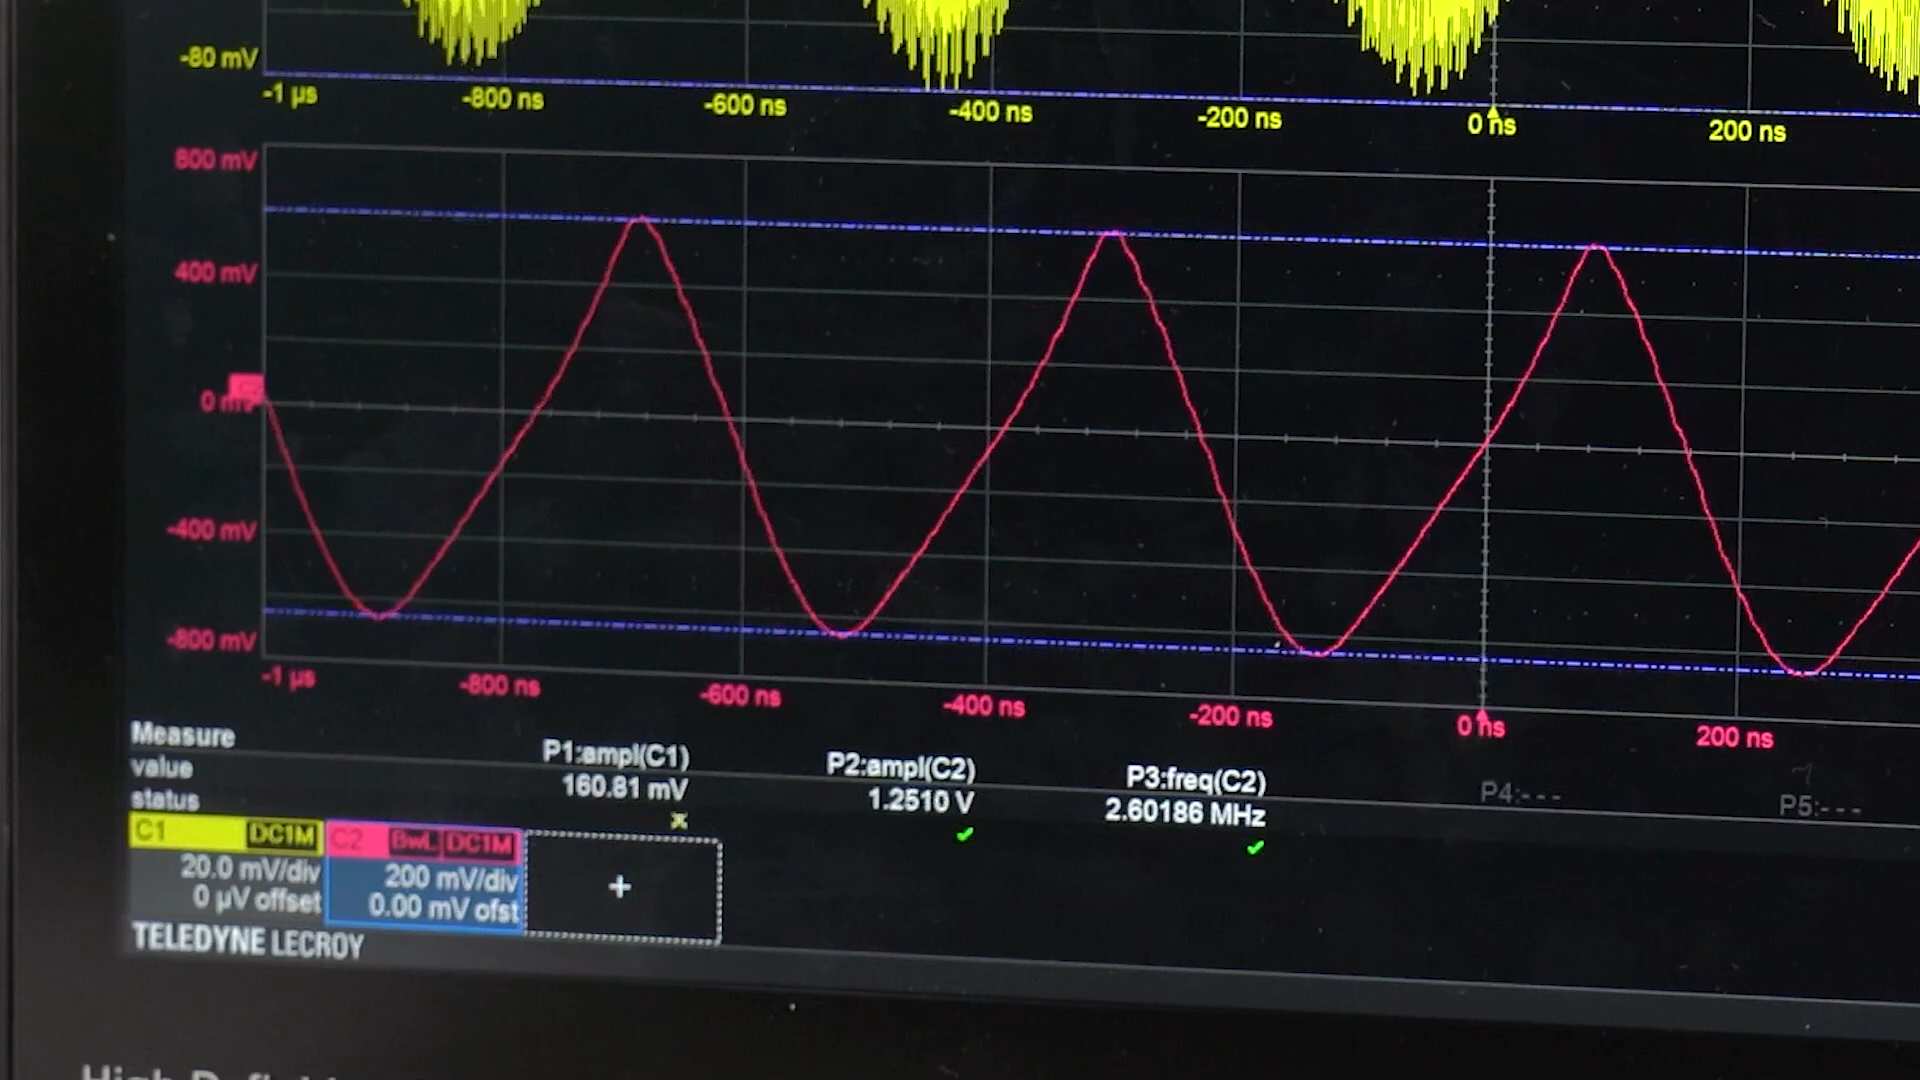 -80 mV
-1 µs -800 ns -600 ns -400 ns -200 ns 0 ns 200 ns
800 mV
400 mV
C2
0 mV
-400 mV
-800 mV
-1 µs -800 ns -600 ns -400 ns -200 ns 0 ns 200 ns
Measure P1:ampl(C1) P2:ampl(C2) P3:freq(C2) P4:--- P5:---
value 160.81 mV 1.2510 V 2.60186 MHz
status
C1 DC1M C2 BwL DC1M
20.0 mV/div 200 mV/div
0 µV offset 0.00 mV ofst
+
TELEDYNE LECROY
High